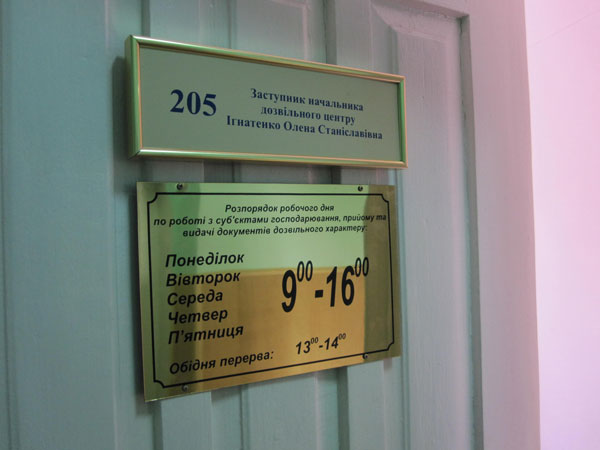 205
Заступник начальника
дозвільного центру
Ігнатенко Олена Станіславівна
Розпорядок робочого дня
по роботі з суб'єктами господарювання, прийому та
видачі документів дозвільного характеру:
Понеділок
Вівторок
Середа
Четвер
П'ятниця
9⁰⁰-16⁰⁰
Обідня перерва: 13⁰⁰-14⁰⁰